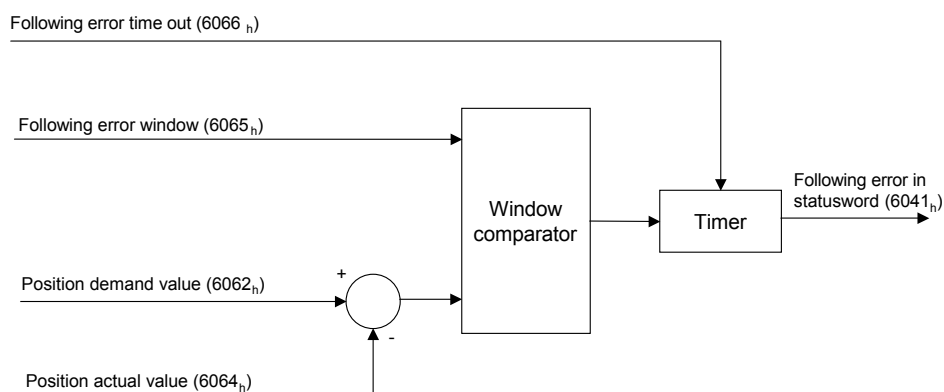 Following error time out (6066 h)
Following error window (6065h)
Window
comparator
Timer
Following error in
statusword (6041h)
Position demand value (6062h)
+
-
Position actual value (6064h)